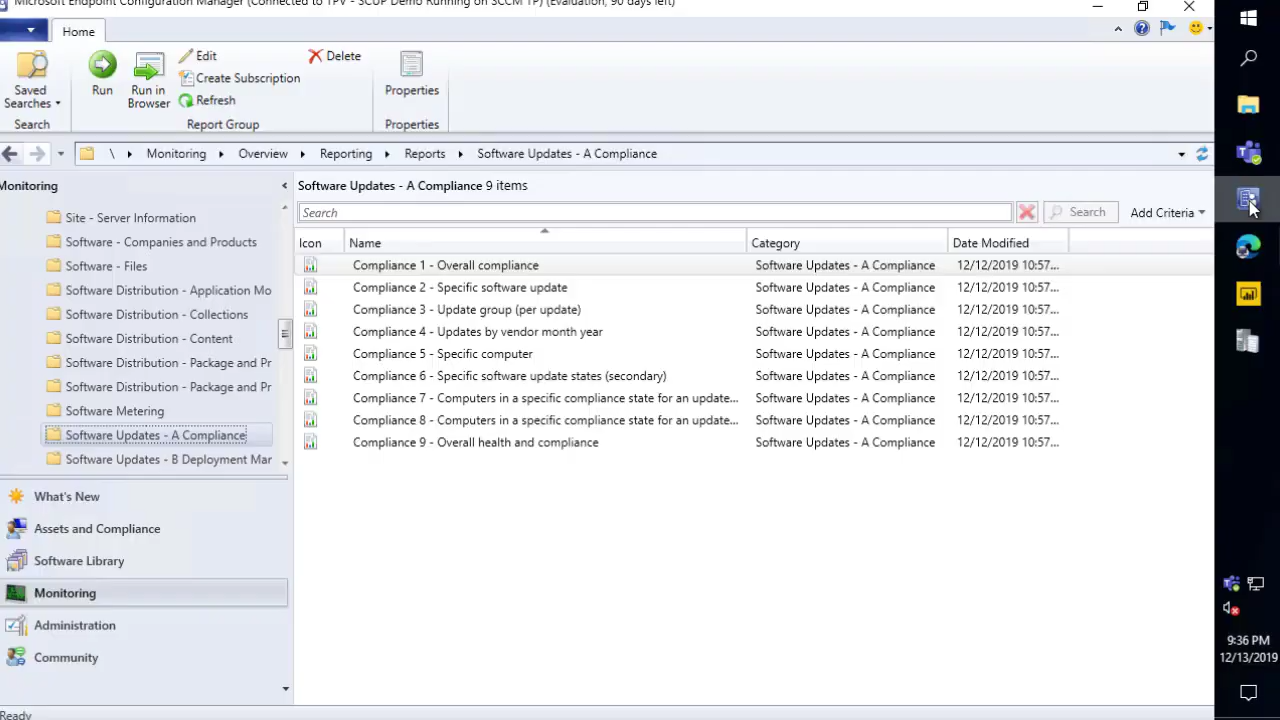 Microsoft Endpoint Configuration Manager (Connected to TPV - SCUP Demo Running on SCCM TP) (Evaluation, 90 days left)
Home
Saved
Searches
Search
Run
Run in
Browser
Edit
Create Subscription
Refresh
Delete
Report Group
Properties
Properties
\ Monitoring Overview Reporting Reports Software Updates - A Compliance
Monitoring
Site - Server Information
Software - Companies and Products
Software - Files
Software Distribution - Application Mo
Software Distribution - Collections
Software Distribution - Content
Software Distribution - Package and Pr
Software Distribution - Package and Pr
Software Metering
Software Updates - A Compliance
Software Updates - B Deployment Mar
What's New
Assets and Compliance
Software Library
Monitoring
Administration
Community
Software Updates - A Compliance 9 items
Search
Search
Add Criteria
Icon Name Category Date Modified
Compliance 1 - Overall compliance Software Updates - A Compliance 12/12/2019 10:57...
Compliance 2 - Specific software update Software Updates - A Compliance 12/12/2019 10:57...
Compliance 3 - Update group (per update) Software Updates - A Compliance 12/12/2019 10:57...
Compliance 4 - Updates by vendor month year Software Updates - A Compliance 12/12/2019 10:57...
Compliance 5 - Specific computer Software Updates - A Compliance 12/12/2019 10:57...
Compliance 6 - Specific software update states (secondary) Software Updates - A Compliance 12/12/2019 10:57...
Compliance 7 - Computers in a specific compliance state for an update... Software Updates - A Compliance 12/12/2019 10:57...
Compliance 8 - Computers in a specific compliance state for an update... Software Updates - A Compliance 12/12/2019 10:57...
Compliance 9 - Overall health and compliance Software Updates - A Compliance 12/12/2019 10:57...
Ready
9:36 PM
12/13/2019